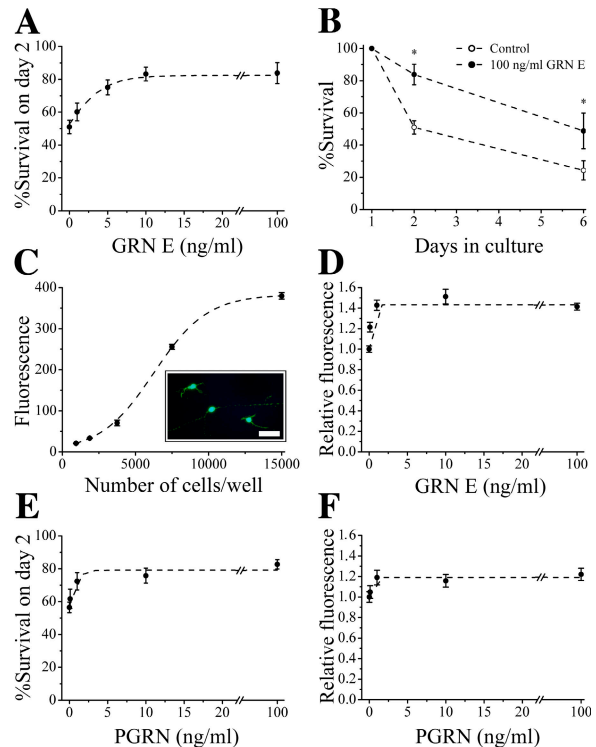 A
%Survival on day 2
100
80
60
40
20
0
0 5 10 15 20 100
GRN E (ng/ml)
B
%Survival
100
80
60
40
20
0
1 2 3 4 5 6
Days in culture
Control
100 ng/ml GRN E
*
*
C
Fluorescence
400
300
200
100
0
0 5000 10000 15000
Number of cells/well
D
Relative fluorescence
1.6
1.4
1.2
1.0
0.8
0.6
0.4
0.2
0.0
0 5 10 15 20 100
GRN E (ng/ml)
E
%Survival on day 2
100
80
60
40
20
0
0 5 10 15 20 100
PGRN (ng/ml)
F
Relative fluorescence
1.6
1.4
1.2
1.0
0.8
0.6
0.4
0.2
0.0
0 5 10 15 20 100
PGRN (ng/ml)